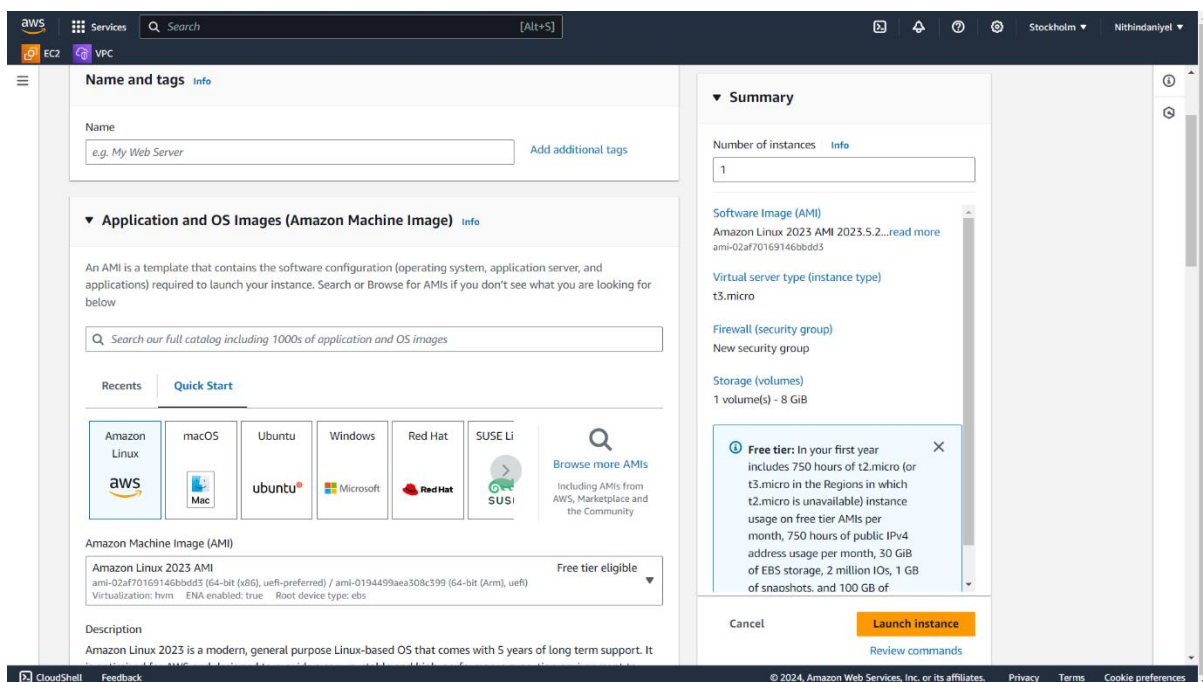 aws
Services
Search
[Alt+S]
Stockholm
Nithindaniyel
EC2
VPC
Name and tags Info
Name
e.g. My Web Server
Add additional tags
Application and OS Images (Amazon Machine Image) Info
An AMI is a template that contains the software configuration (operating system, application server, and
applications) required to launch your instance. Search or Browse for AMIs if you don't see what you are looking for
below
Search our full catalog including 1000s of application and OS images
Recents
Quick Start
Amazon
Linux
aws
macOS
Mac
Ubuntu
ubuntu
Windows
Microsoft
Red Hat
Red Hat
SUSE Li
SUS
Browse more AMIs
Including AMIs from
AWS, Marketplace and
the Community
Amazon Machine Image (AMI)
Amazon Linux 2023 AMI
Free tier eligible
ami-02af70169146bbdd3 (64-bit (x86), uefi-preferred) / ami-0194499aea308c399 (64-bit (Arm), uefi)
Virtualization: hvm ENA enabled: true Root device type: ebs
Description
Amazon Linux 2023 is a modern, general purpose Linux-based OS that comes with 5 years of long term support. It
Summary
Number of instances Info
1
Software Image (AMI)
Amazon Linux 2023 AMI 2023.5.2...read more
ami-02af70169146bbdd3
Virtual server type (instance type)
t3.micro
Firewall (security group)
New security group
Storage (volumes)
1 volume(s) - 8 GiB
Free tier: In your first year
includes 750 hours of t2.micro (or
t3.micro in the Regions in which
t2.micro is unavailable) instance
usage on free tier AMIs per
month, 750 hours of public IPv4
address usage per month, 30 GiB
of EBS storage, 2 million IOs, 1 GB
of snapshots, and 100 GB of
Cancel
Launch instance
Review commands
CloudShell
Feedback
© 2024, Amazon Web Services, Inc. or its affiliates.
Privacy
Terms
Cookie preferences